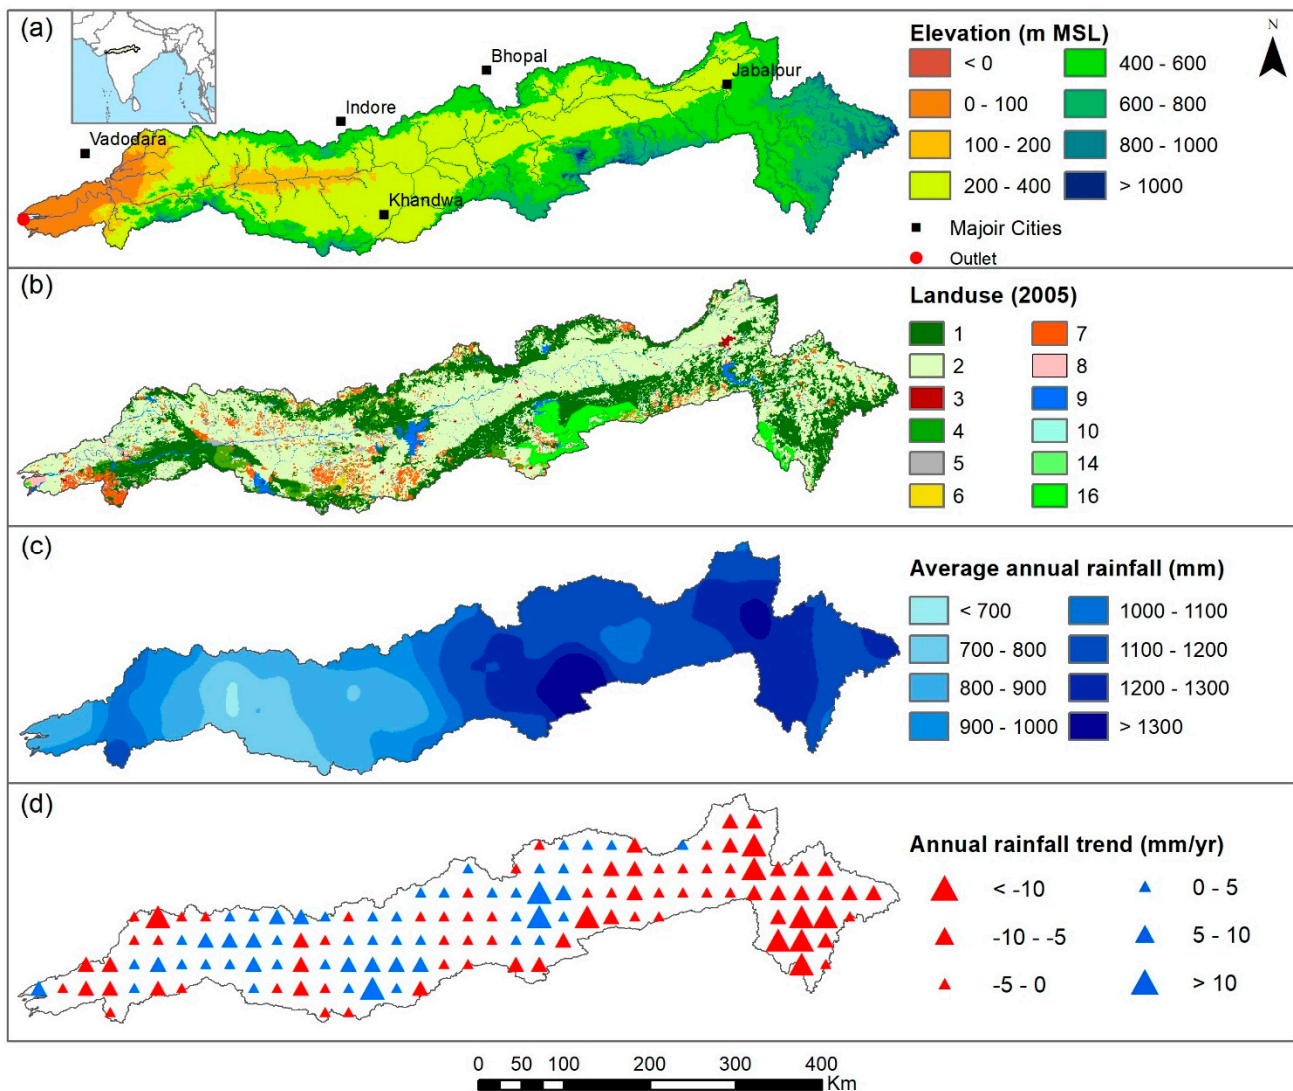 (a)
Bhopal
Jabalpur
Indore
Vadodara
Khandwa
Elevation (m MSL)
N
< 0
400 - 600
0 - 100
600 - 800
100 - 200
800 - 1000
200 - 400
> 1000
Majoir Cities
Outlet
(b)
Landuse (2005)
1
7
2
8
3
9
4
10
5
14
6
16
(c)
Average annual rainfall (mm)
< 700
1000 - 1100
700 - 800
1100 - 1200
800 - 900
1200 - 1300
900 - 1000
> 1300
(d)
Annual rainfall trend (mm/yr)
< -10
0 - 5
-10 - -5
5 - 10
-5 - 0
> 10
0 50 100 200 300 400
Km